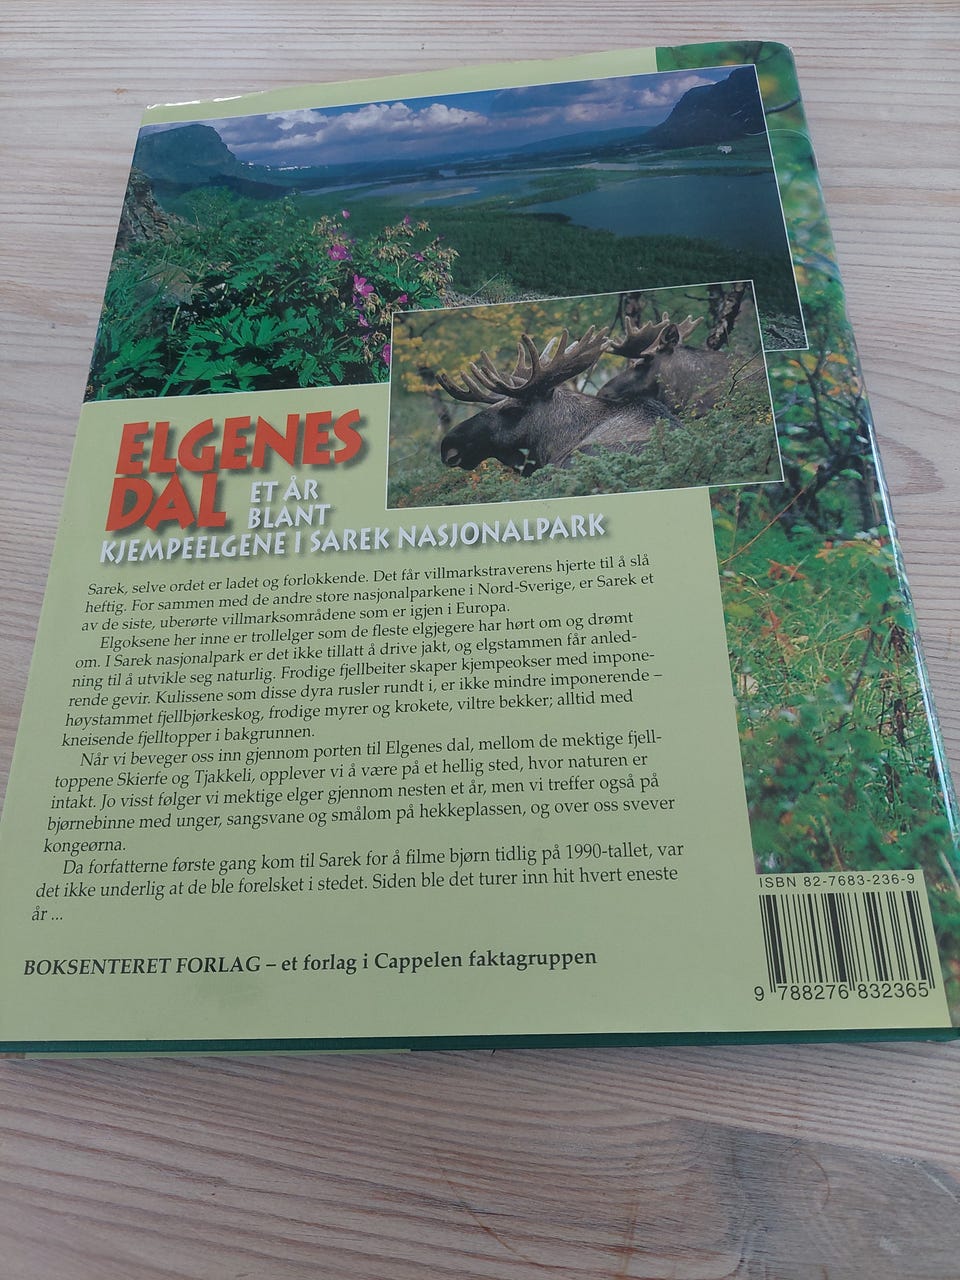 ELGENES
DAL
ET ÅR
BLANT
KJEMPEELGENE I SAREK NASJONALPARK
Sarek, selve ordet er ladet og forlokkende. Det får villmarkstraverens hjerte til å slå
heftig. For sammen med de andre store nasjonalparkene i Nord-Sverige, er Sarek et
av de siste, uberørte villmarksområdene som er igjen i Europa.
Elgoksene her inne er trollelger som de fleste elgjegere har hørt om og drømt
om. I Sarek nasjonalpark er det ikke tillatt å drive jakt, og elgstammen får anled-
ning til å utvikle seg naturlig. Frodige fjellbeiter skaper kjempeokser med impone-
rende gevir. Kulissene som disse dyra rusler rundt i, er ikke mindre imponerende –
høystammet fjellbjørkeskog, frodige myrer og krokete, viltre bekker; alltid med
kneisende fjelltopper i bakgrunnen.
Når vi beveger oss inn gjennom porten til Elgenes dal, mellom de mektige fjell-
toppene Skierfe og Tjakkeli, opplever vi å være på et hellig sted, hvor naturen er
intakt. Jo visst følger vi mektige elger gjennom nesten et år, men vi treffer også på
bjørnebinne med unger, sangsvane og smålom på hekkeplassen, og over oss svever
kongeørna.
Da forfatterne første gang kom til Sarek for å filme bjørn tidlig på 1990-tallet, var
det ikke underlig at de ble forelsket i stedet. Siden ble det turer inn hit hvert eneste
år ...
BOKSENTERET FORLAG – et forlag i Cappelen faktagruppen
ISBN 82-7683-236-9
9 788276 832365